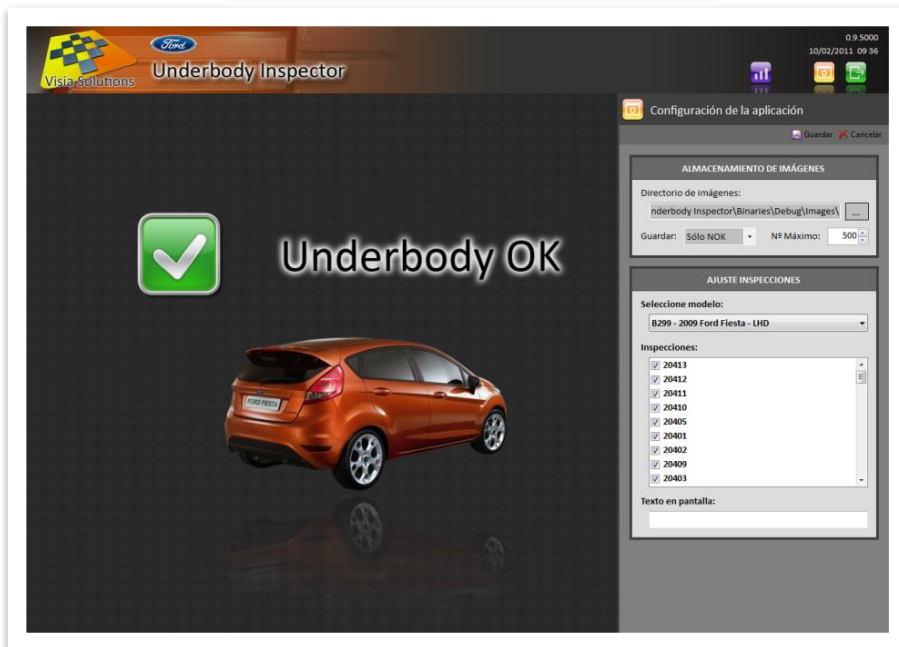 Visia Solutions
Ford
Underbody Inspector
0.9.5000
10/02/2011 09 36
Configuración de la aplicación
Guardar Cancelar
ALMACENAMIENTO DE IMÁGENES
Directorio de imágenes:
nderbody Inspector\Binaries\Debug\Images\ ...
Guardar: Sólo NOK Nº Máximo: 500
AJUSTE INSPECCIONES
Seleccione modelo:
B299 - 2009 Ford Fiesta - LHD
Inspecciones:
20413
20412
20411
20410
20405
20401
20402
20409
20403
Texto en pantalla:
Underbody OK
FORD FIESTA